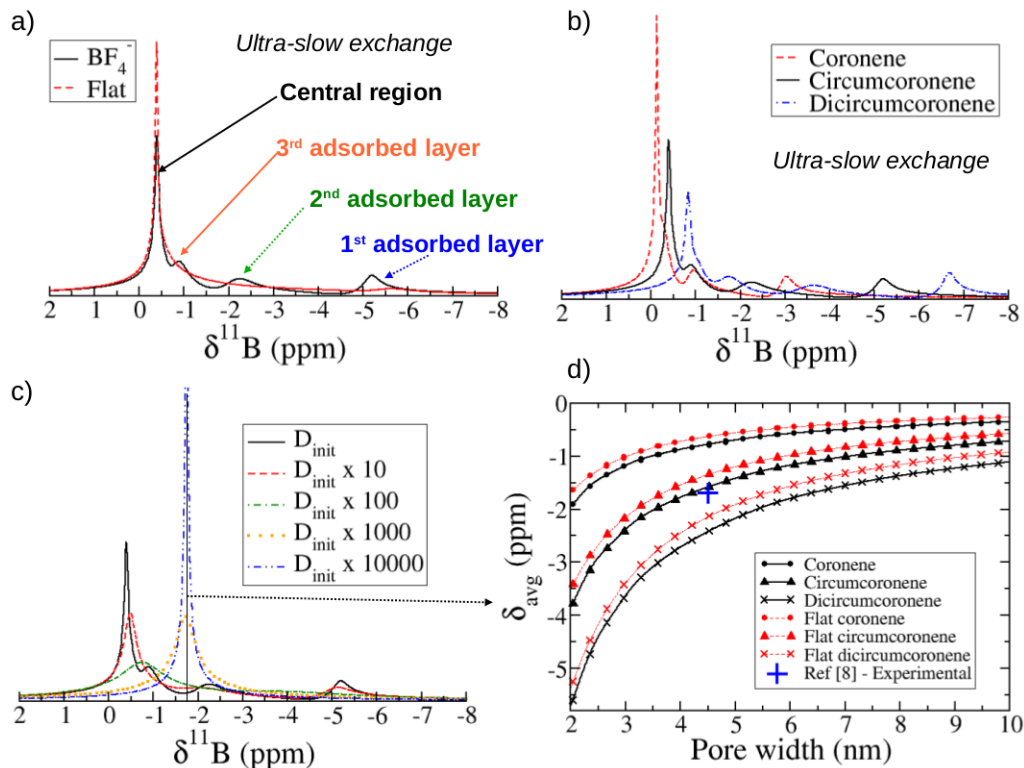 a)
BF4-
Flat
Ultra-slow exchange
Central region
3rd adsorbed layer
2nd adsorbed layer
1st adsorbed layer
2 1 0 -1 -2 -3 -4 -5 -6 -7 -8
δ11B (ppm)
b)
Coronene
Circumcoronene
Dicircumcoronene
Ultra-slow exchange
2 1 0 -1 -2 -3 -4 -5 -6 -7 -8
δ11B (ppm)
c)
Dinit
Dinit x 10
Dinit x 100
Dinit x 1000
Dinit x 10000
2 1 0 -1 -2 -3 -4 -5 -6 -7 -8
δ11B (ppm)
d)
0
-1
-2
-3
-4
-5
δavg (ppm)
Coronene
Circumcoronene
Dicircumcoronene
Flat coronene
Flat circumcoronene
Flat dicircumcoronene
Ref [8] - Experimental
2 3 4 5 6 7 8 9 10
Pore width (nm)